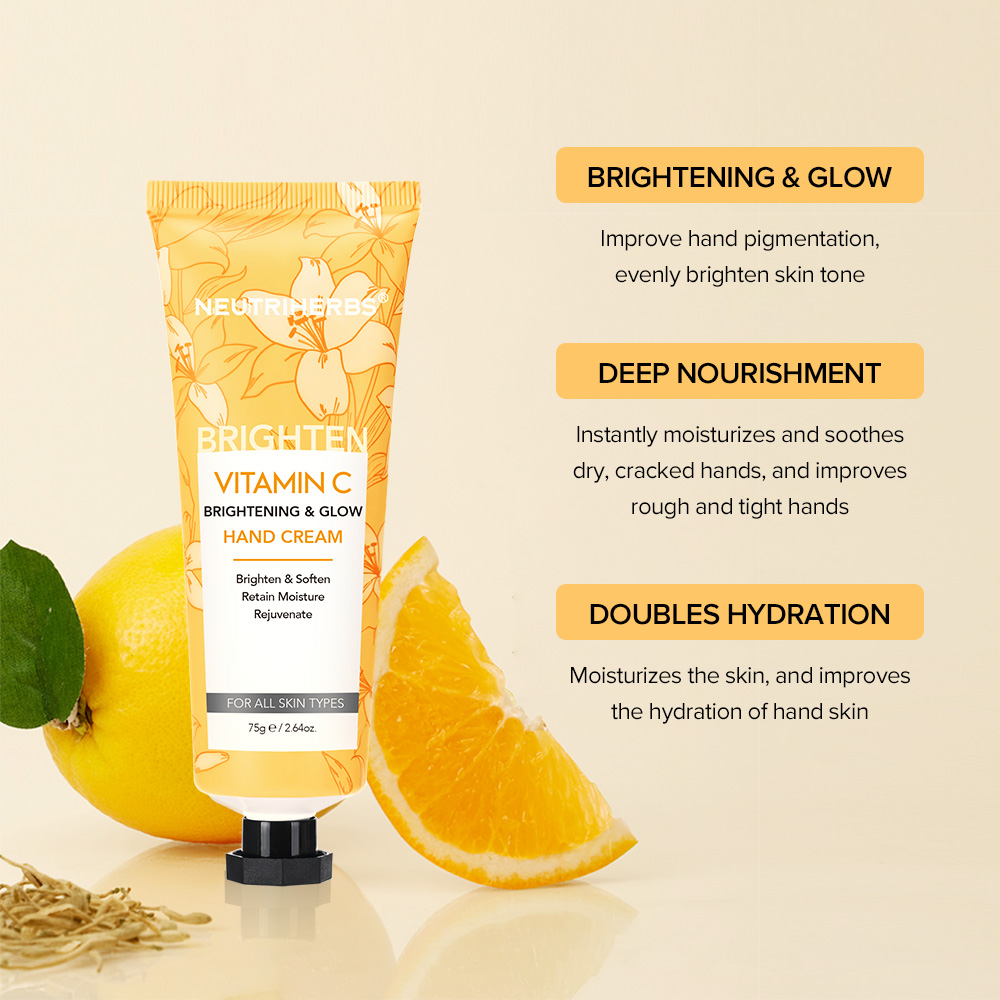 NEUTRIHERBS®
BRIGHTEN
VITAMIN C
BRIGHTENING & GLOW
HAND CREAM
Brighten & Soften
Retain Moisture
Rejuvenate
FOR ALL SKIN TYPES
75g ℮ / 2.64oz.
BRIGHTENING & GLOW
Improve hand pigmentation,
evenly brighten skin tone
DEEP NOURISHMENT
Instantly moisturizes and soothes
dry, cracked hands, and improves
rough and tight hands
DOUBLES HYDRATION
Moisturizes the skin, and improves
the hydration of hand skin